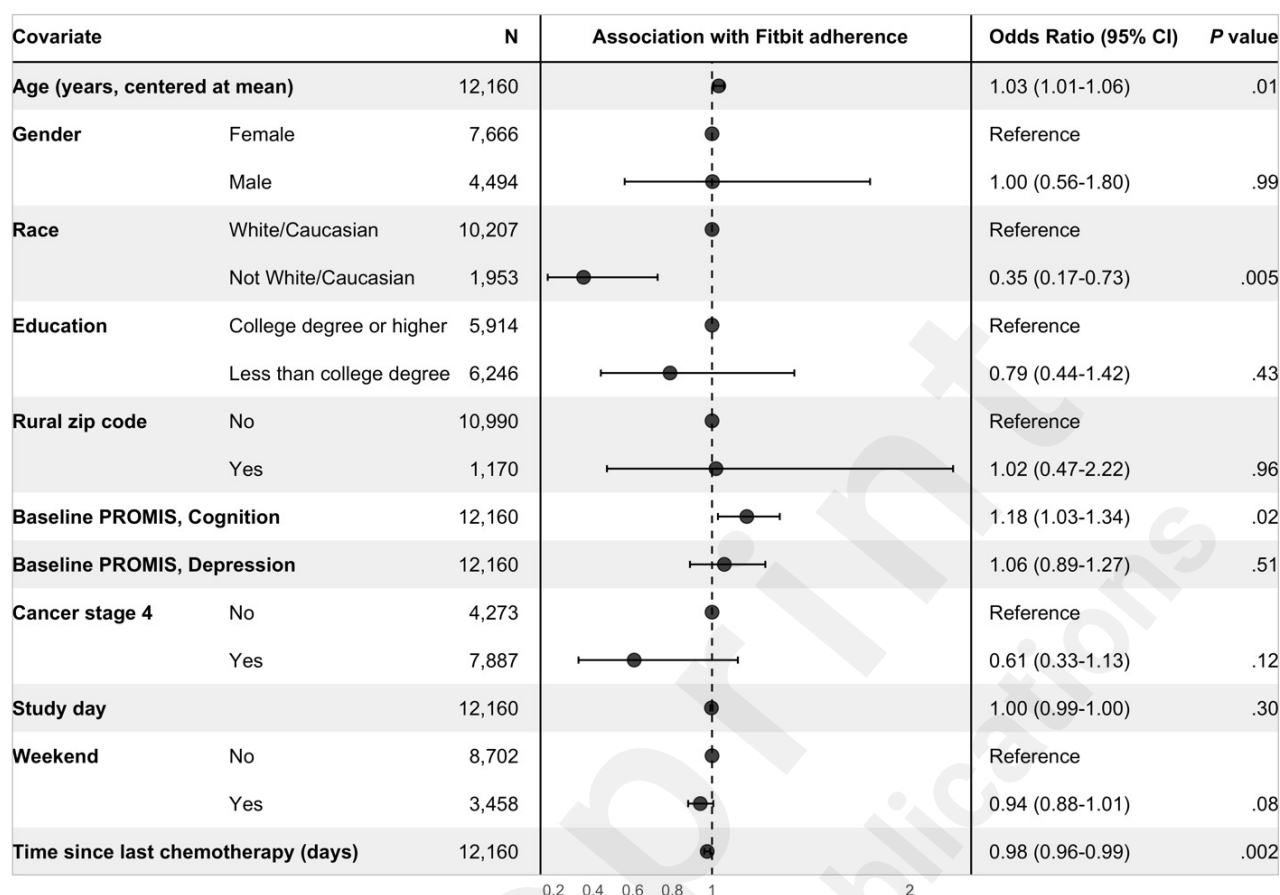 Covariate N Association with Fitbit adherence Odds Ratio (95% CI) P value
Age (years, centered at mean) 12,160 1.03 (1.01-1.06) .01
Gender Female 7,666 Reference
Male 4,494 1.00 (0.56-1.80) .99
Race White/Caucasian 10,207 Reference
Not White/Caucasian 1,953 0.35 (0.17-0.73) .005
Education College degree or higher 5,914 Reference
Less than college degree 6,246 0.79 (0.44-1.42) .43
Rural zip code No 10,990 Reference
Yes 1,170 1.02 (0.47-2.22) .96
Baseline PROMIS, Cognition 12,160 1.18 (1.03-1.34) .02
Baseline PROMIS, Depression 12,160 1.06 (0.89-1.27) .51
Cancer stage 4 No 4,273 Reference
Yes 7,887 0.61 (0.33-1.13) .12
Study day 12,160 1.00 (0.99-1.00) .30
Weekend No 8,702 Reference
Yes 3,458 0.94 (0.88-1.01) .08
Time since last chemotherapy (days) 12,160 0.98 (0.96-0.99) .002
0.2 0.4 0.6 0.8 1 2